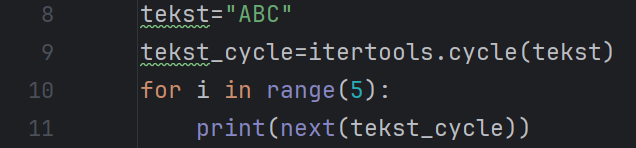 8 tekst="ABC"
9 tekst_cycle=itertools.cycle(tekst)
10 for i in range(5):
11     print(next(tekst_cycle))